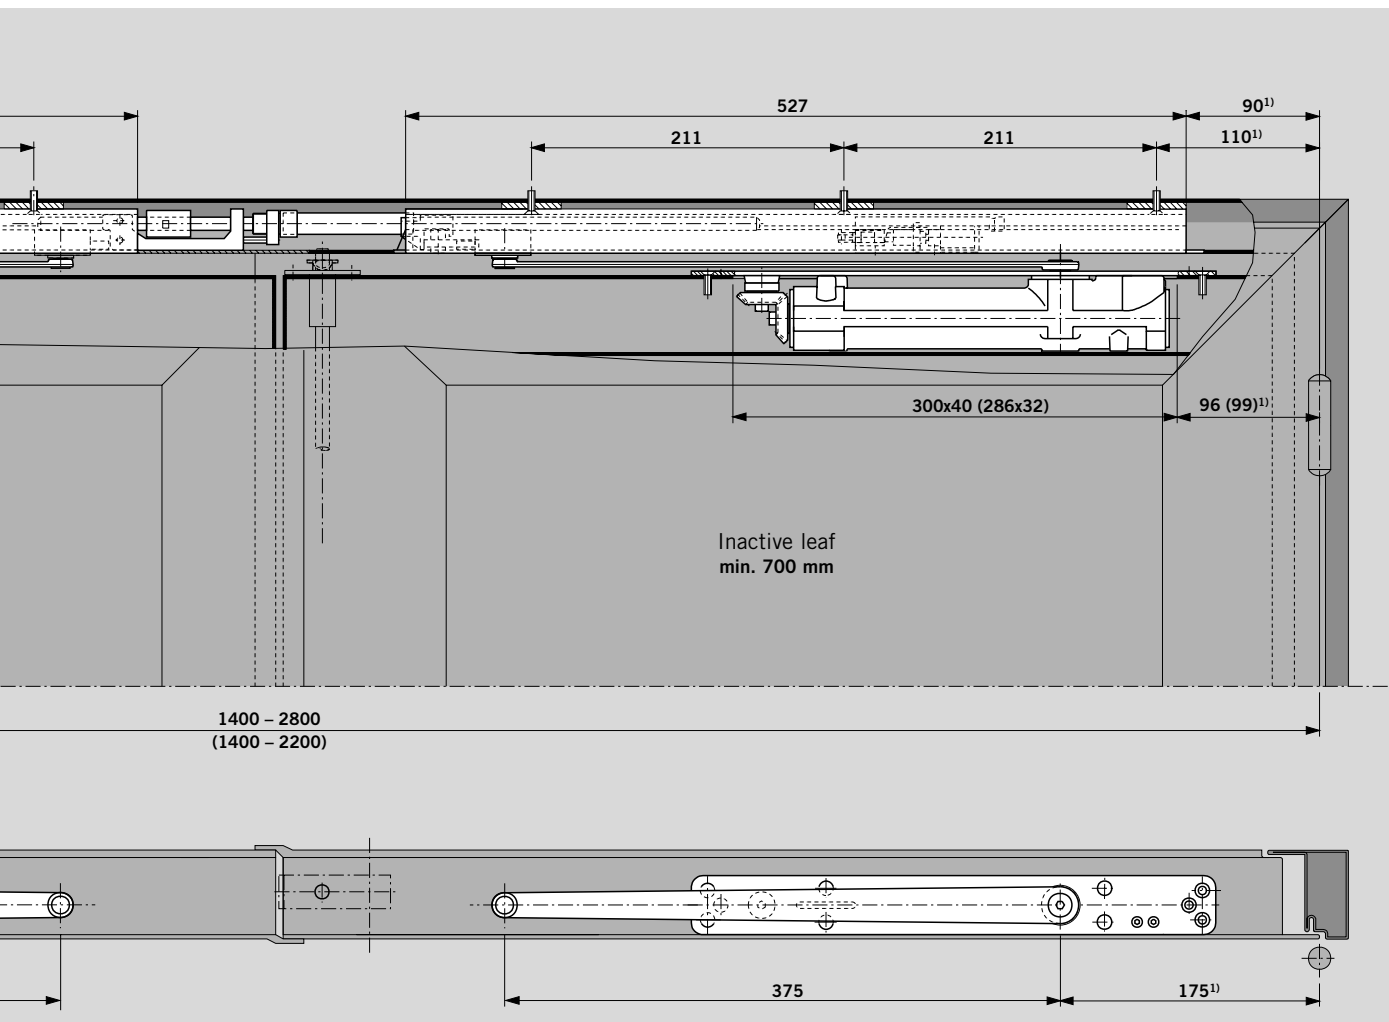 527
90¹⁾
211
211
110¹⁾
300x40 (286x32)
96 (99)¹⁾
Inactive leaf
min. 700 mm
1400 – 2800
(1400 – 2200)
375
175¹⁾